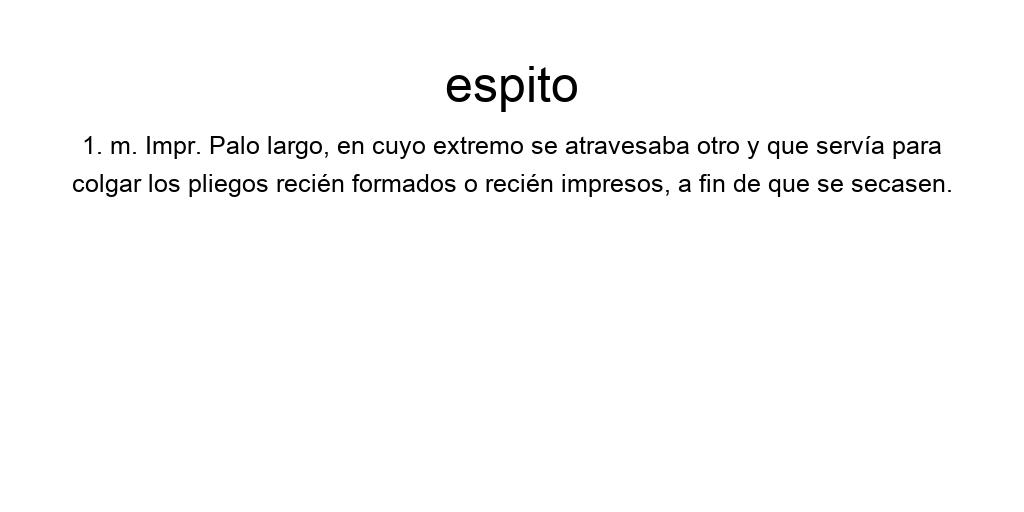 espito
1. m. Impr. Palo largo, en cuyo extremo se atravesaba otro y que servía para
colgar los pliegos recién formados o recién impresos, a fin de que se secasen.